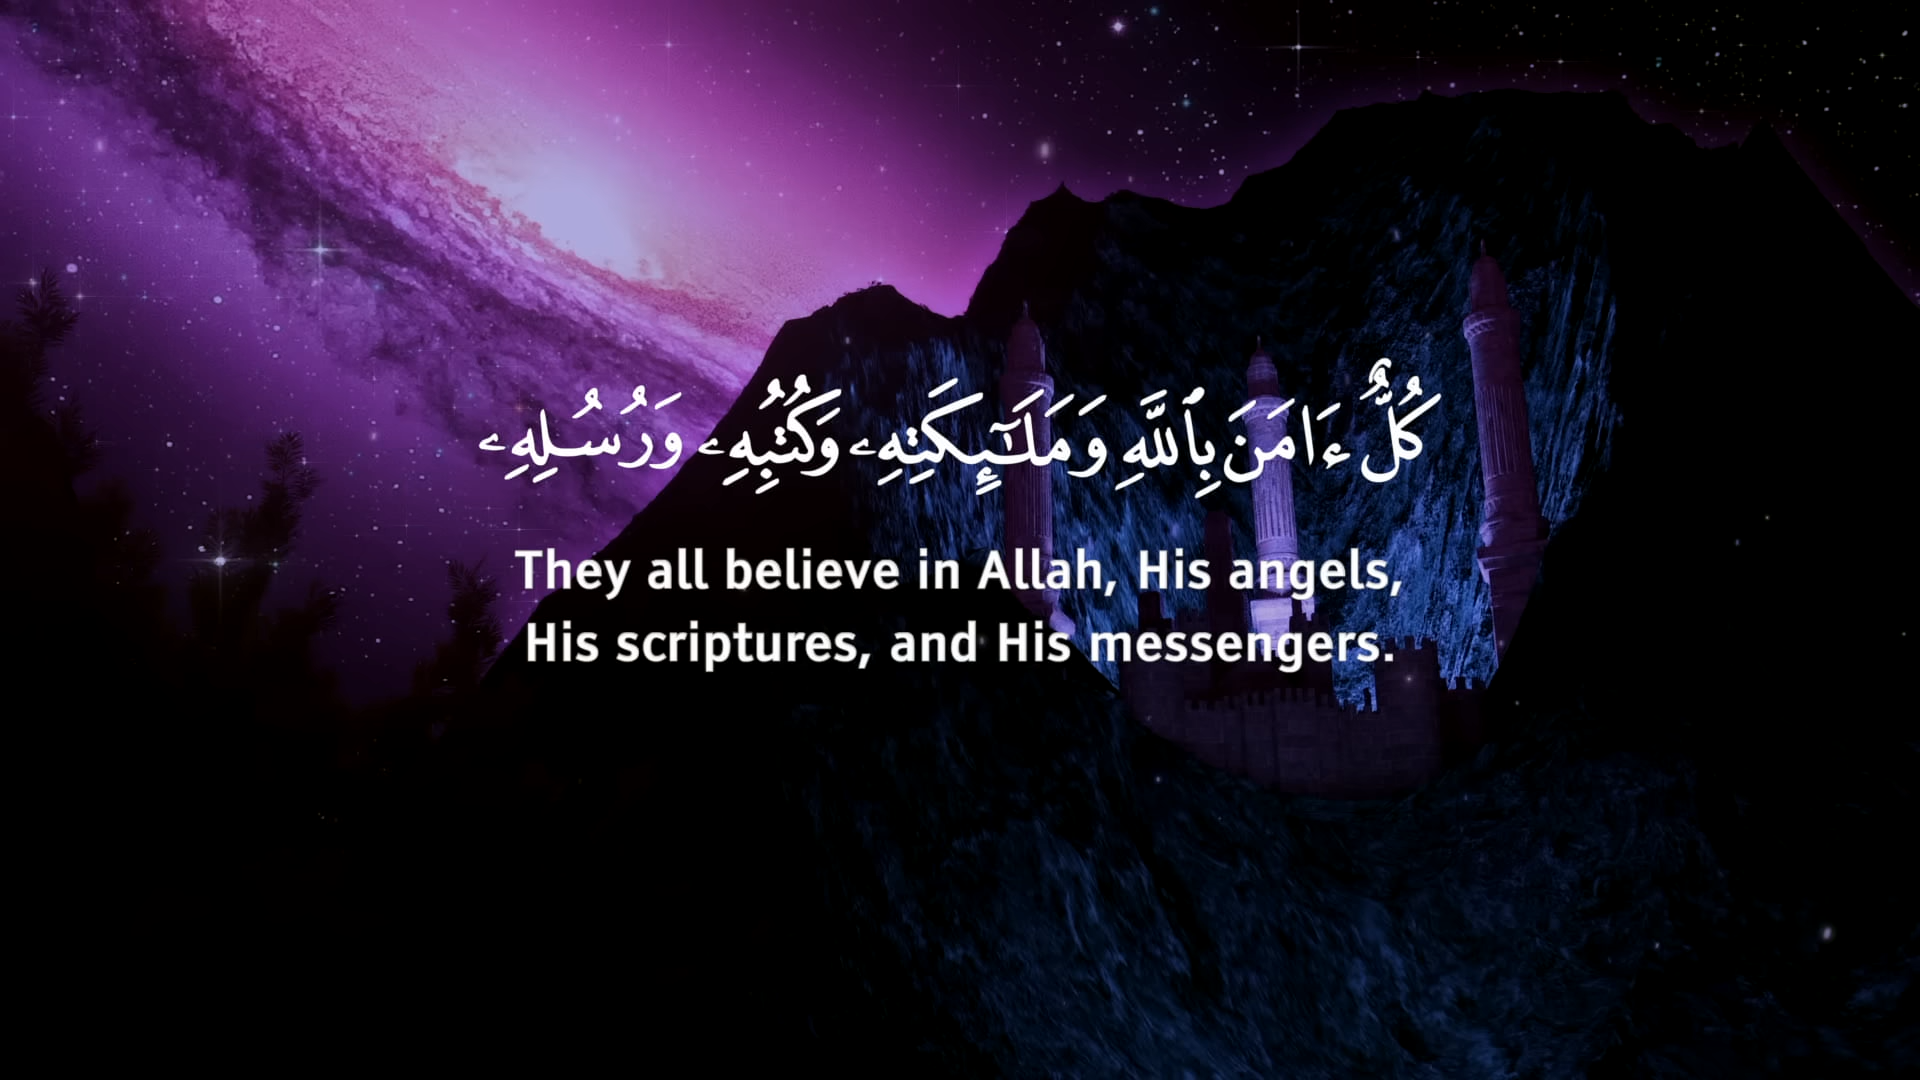 كُلٌّ ءَامَنَ بِٱللَّهِ وَمَلَـٰٓئِكَتِهِۦ وَكُتُبِهِۦ وَرُسُلِهِۦ
They all believe in Allah, His angels,
His scriptures, and His messengers.